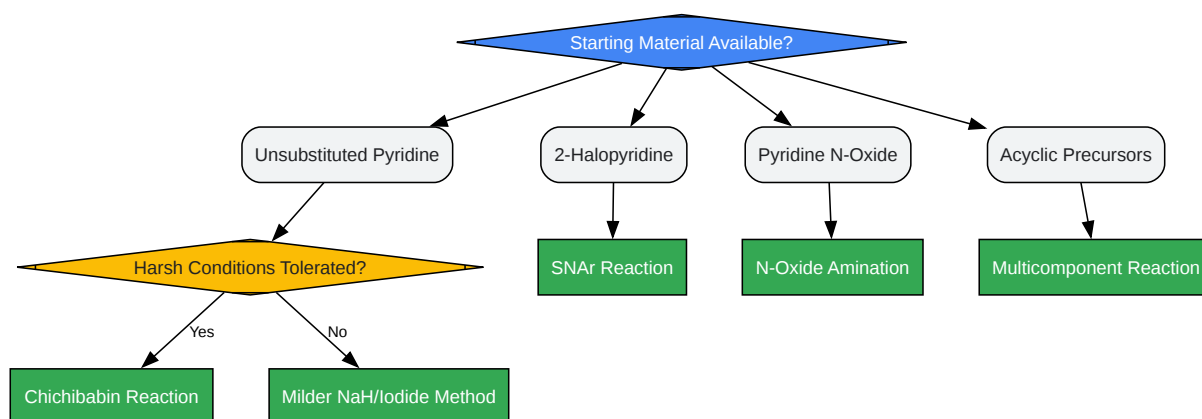 Starting Material Available?
Unsubstituted Pyridine
2-Halopyridine
Pyridine N-Oxide
Acyclic Precursors
Harsh Conditions Tolerated?
SNAr Reaction
N-Oxide Amination
Multicomponent Reaction
Yes
No
Chichibabin Reaction
Milder NaH/Iodide Method